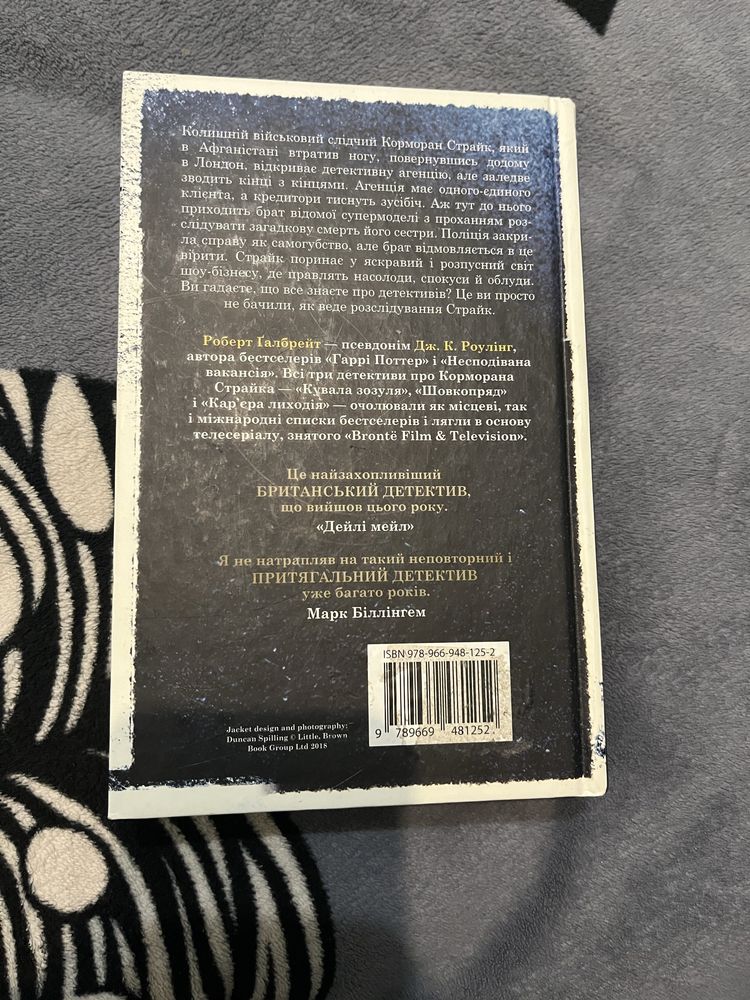 Колишній військовий слідчий Корморан Страйк, який
в Афганістані втратив ногу, повернувшись додому
в Лондон, відкриває детективну агенцію, але заледве
зводить кінці з кінцями. Агенція має одного-єдиного
клієнта, а кредитори тиснуть зусібіч. Аж тут до нього
приходить брат відомої супермоделі з проханням роз-
слідувати загадкову смерть його сестри. Поліція закри-
ла справу як самогубство, але брат відмовляється в це
вірити. Страйк поринає у яскравий і розпусний світ
шоу-бізнесу, де правлять насолоди, спокуси й облуди.
Ви гадаєте, що все знаєте про детективів? Це ви просто
не бачили, як веде розслідування Страйк.
Роберт Ґалбрейт — псевдонім Дж. К. Роулінг,
автора бестселерів «Гаррі Поттер» і «Несподівана
вакансія». Всі три детективи про Корморана
Страйка — «Кувала зозуля», «Шовкопряд»
і «Кар'єра лиходія» — очолювали як місцеві, так
і міжнародні списки бестселерів і лягли в основу
телесеріалу, знятого «Brontë Film & Television».
Це найзахопливіший
БРИТАНСЬКИЙ ДЕТЕКТИВ,
що вийшов цього року.
«Дейлі мейл»
Я не натрапляв на такий неповторний і
ПРИТЯГАЛЬНИЙ ДЕТЕКТИВ
уже багато років.
Марк Біллінгем
ISBN 978-966-948-125-2
9 789669 481252
Jacket design and photography:
Duncan Spilling © Little, Brown
Book Group Ltd 2018